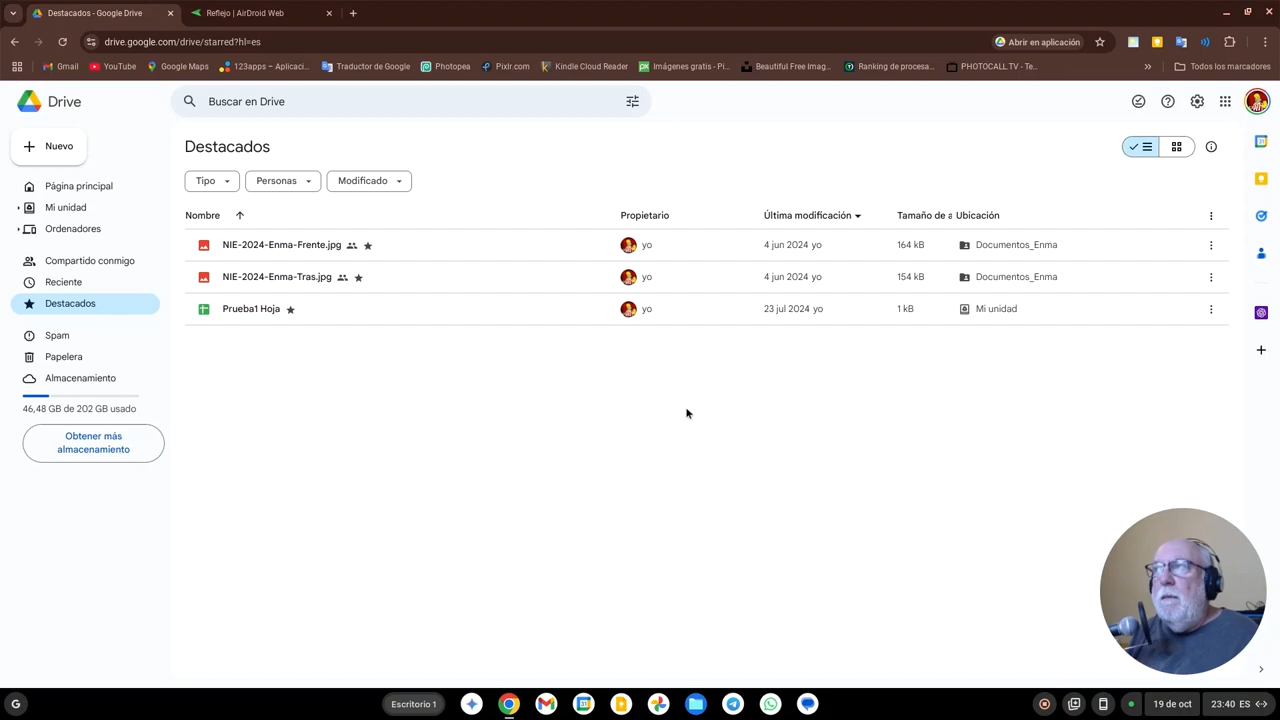 Destacados - Google Drive
Reflejo | AirDroid Web
drive.google.com/drive/starred?hl=es
Abrir en aplicación
Gmail
YouTube
Google Maps
123apps – Aplicaci...
Traductor de Google
Photopea
Pixlr.com
Kindle Cloud Reader
Imágenes gratis - Pi...
Beautiful Free Imag...
Ranking de procesa...
PHOTOCALL.TV - Te...
Todos los marcadores
Drive
Buscar en Drive
Nuevo
Destacados
Tipo
Personas
Modificado
Página principal
Mi unidad
Ordenadores
Compartido conmigo
Reciente
Destacados
Spam
Papelera
Almacenamiento
46,48 GB de 202 GB usado
Obtener más
almacenamiento
Nombre Propietario Última modificación Tamaño de a Ubicación
NIE-2024-Enma-Frente.jpg yo 4 jun 2024 yo 164 kB Documentos_Enma
NIE-2024-Enma-Tras.jpg yo 4 jun 2024 yo 154 kB Documentos_Enma
Prueba1 Hoja yo 23 jul 2024 yo 1 kB Mi unidad
Escritorio 1
19 de oct
23:40 ES